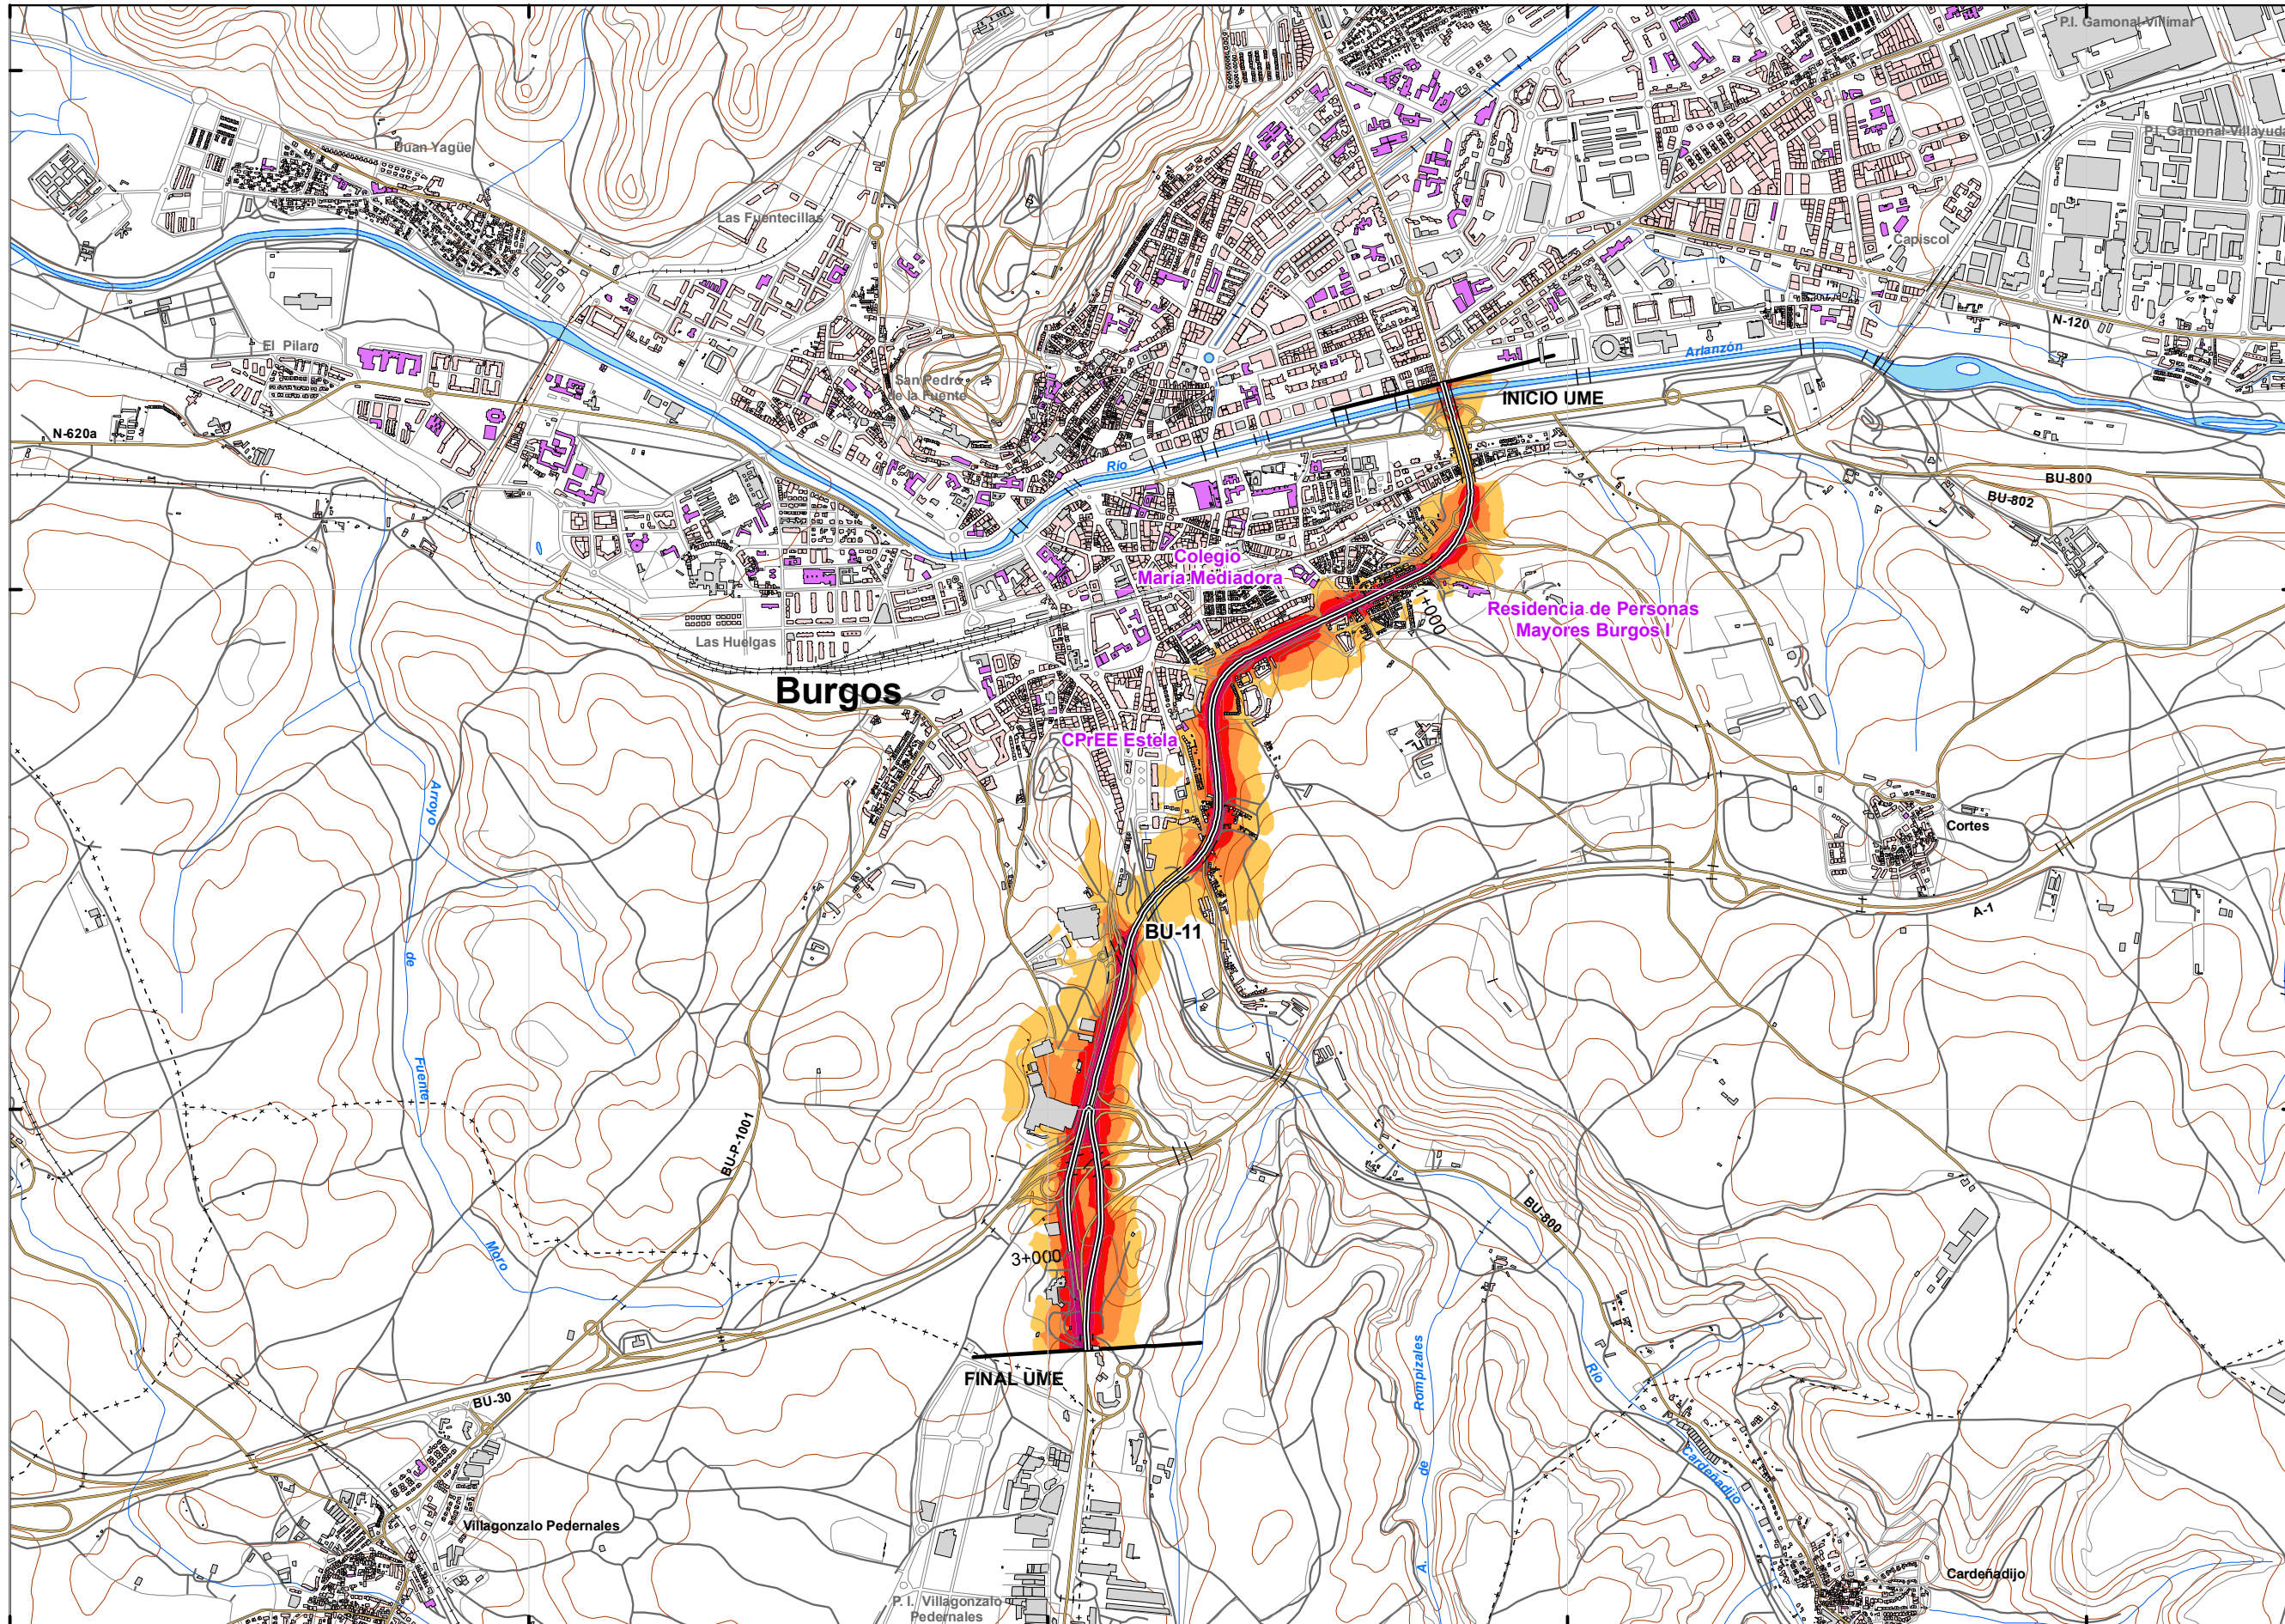 P.I. Gamonal-Villimar
P.I. Gamonal-Villayuda
Juan Yagüe
Las Fuentecillas
Capiscol
N-120
El Pilar
Arlanzón
San Pedro
de la Fuente
INICIO UME
N-620a
Río
BU-800
BU-802
Colegio
María Mediadora
1+000
Residencia de Personas
Mayores Burgos I
Las Huelgas
Burgos
CPrEE Estela
Arroyo
de
Fuente
Moro
Cortes
A-1
BU-11
BU-P-1001
BU-800
3+000
FINAL UME
BU-30
Río
Cardeñadijo
A.
de
Rompizales
Villagonzalo Pedernales
Cardeñadijo
P. I. Villagonzalo
Pedernales